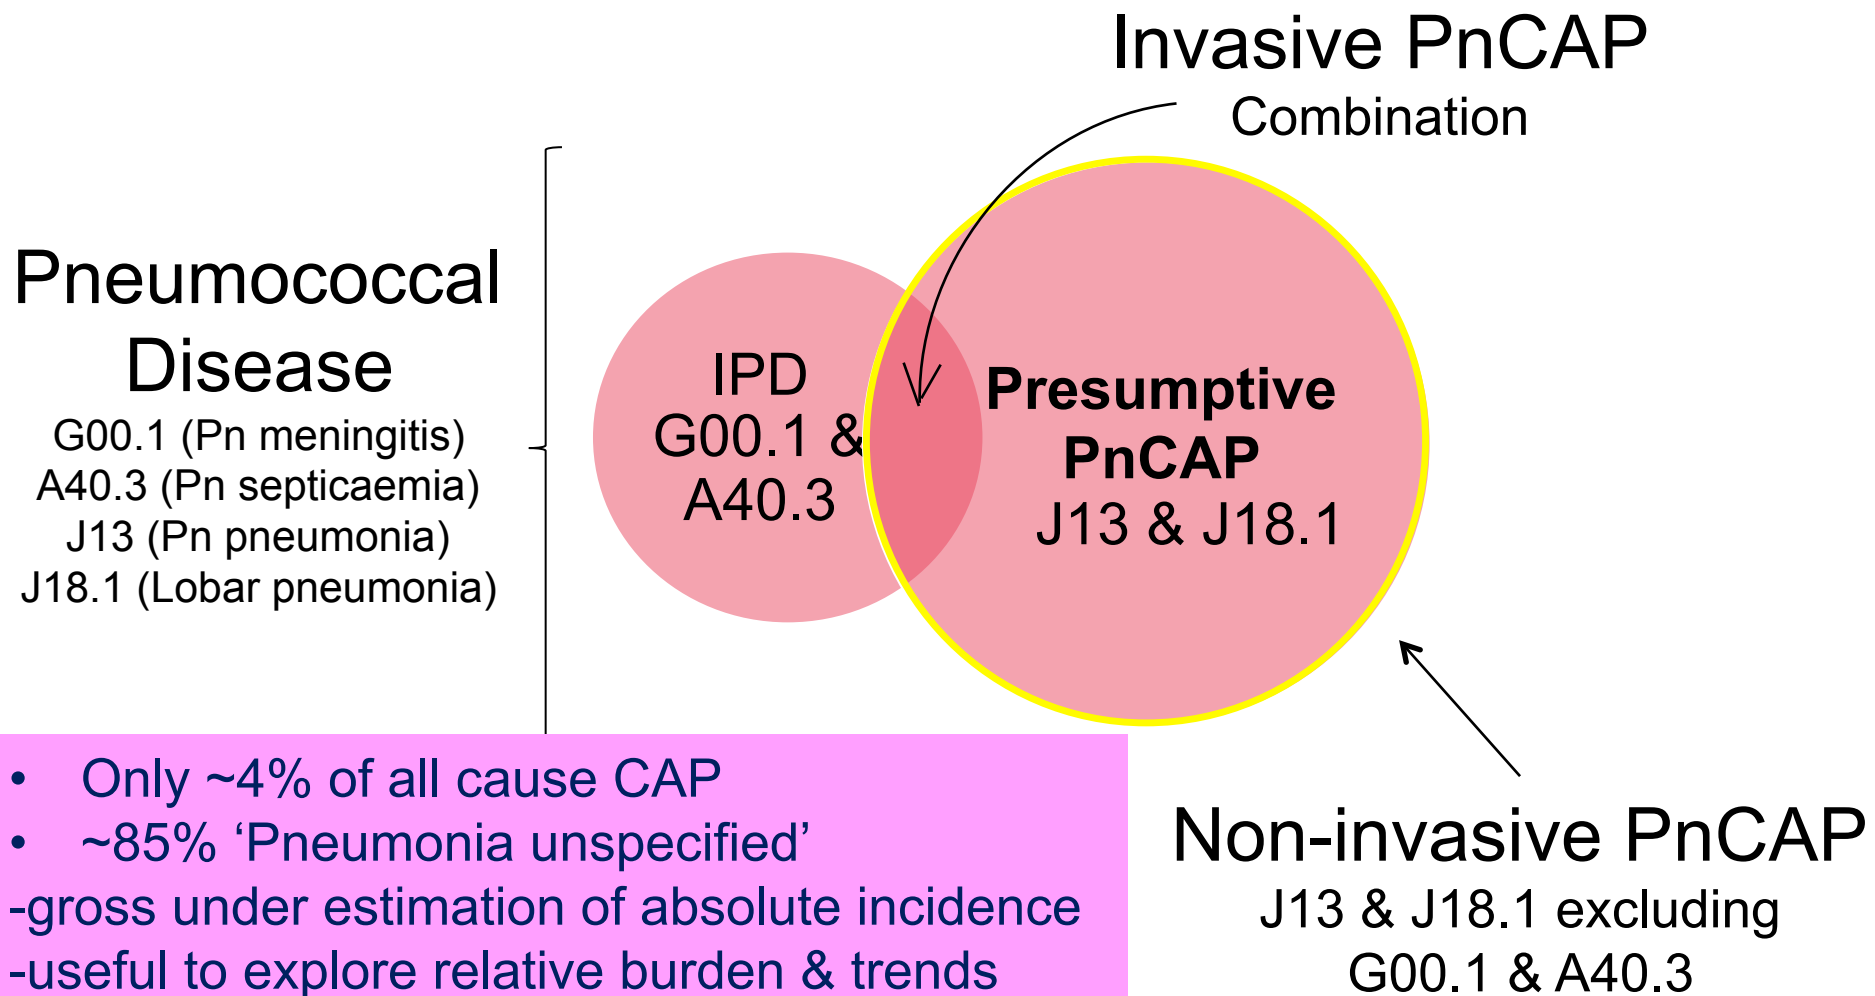 Invasive PnCAP
Combination
Pneumococcal
Disease
G00.1 (Pn meningitis)
A40.3 (Pn septicaemia)
J13 (Pn pneumonia)
J18.1 (Lobar pneumonia)
IPD
G00.1 &
A40.3
Presumptive
PnCAP
J13 & J18.1
• Only ~4% of all cause CAP
• ~85% ‘Pneumonia unspecified’
-gross under estimation of absolute incidence
-useful to explore relative burden & trends
Non-invasive PnCAP
J13 & J18.1 excluding
G00.1 & A40.3